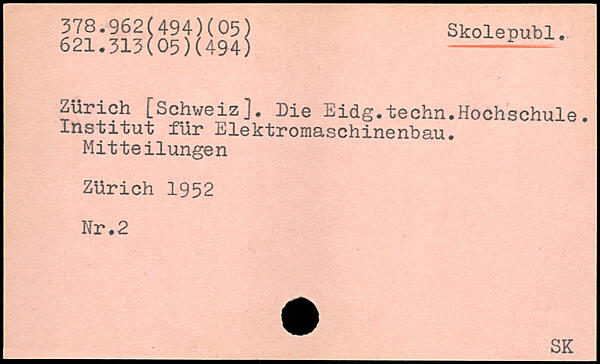 378.962(494)(05)
Skolepubl.
621.313(05)(494)
Zürich [Schweiz]. Die Eidg.techn.Hochschule.
Institut für Elektromaschinenbau.
Mitteilungen
Zürich 1952
Nr.2
SK